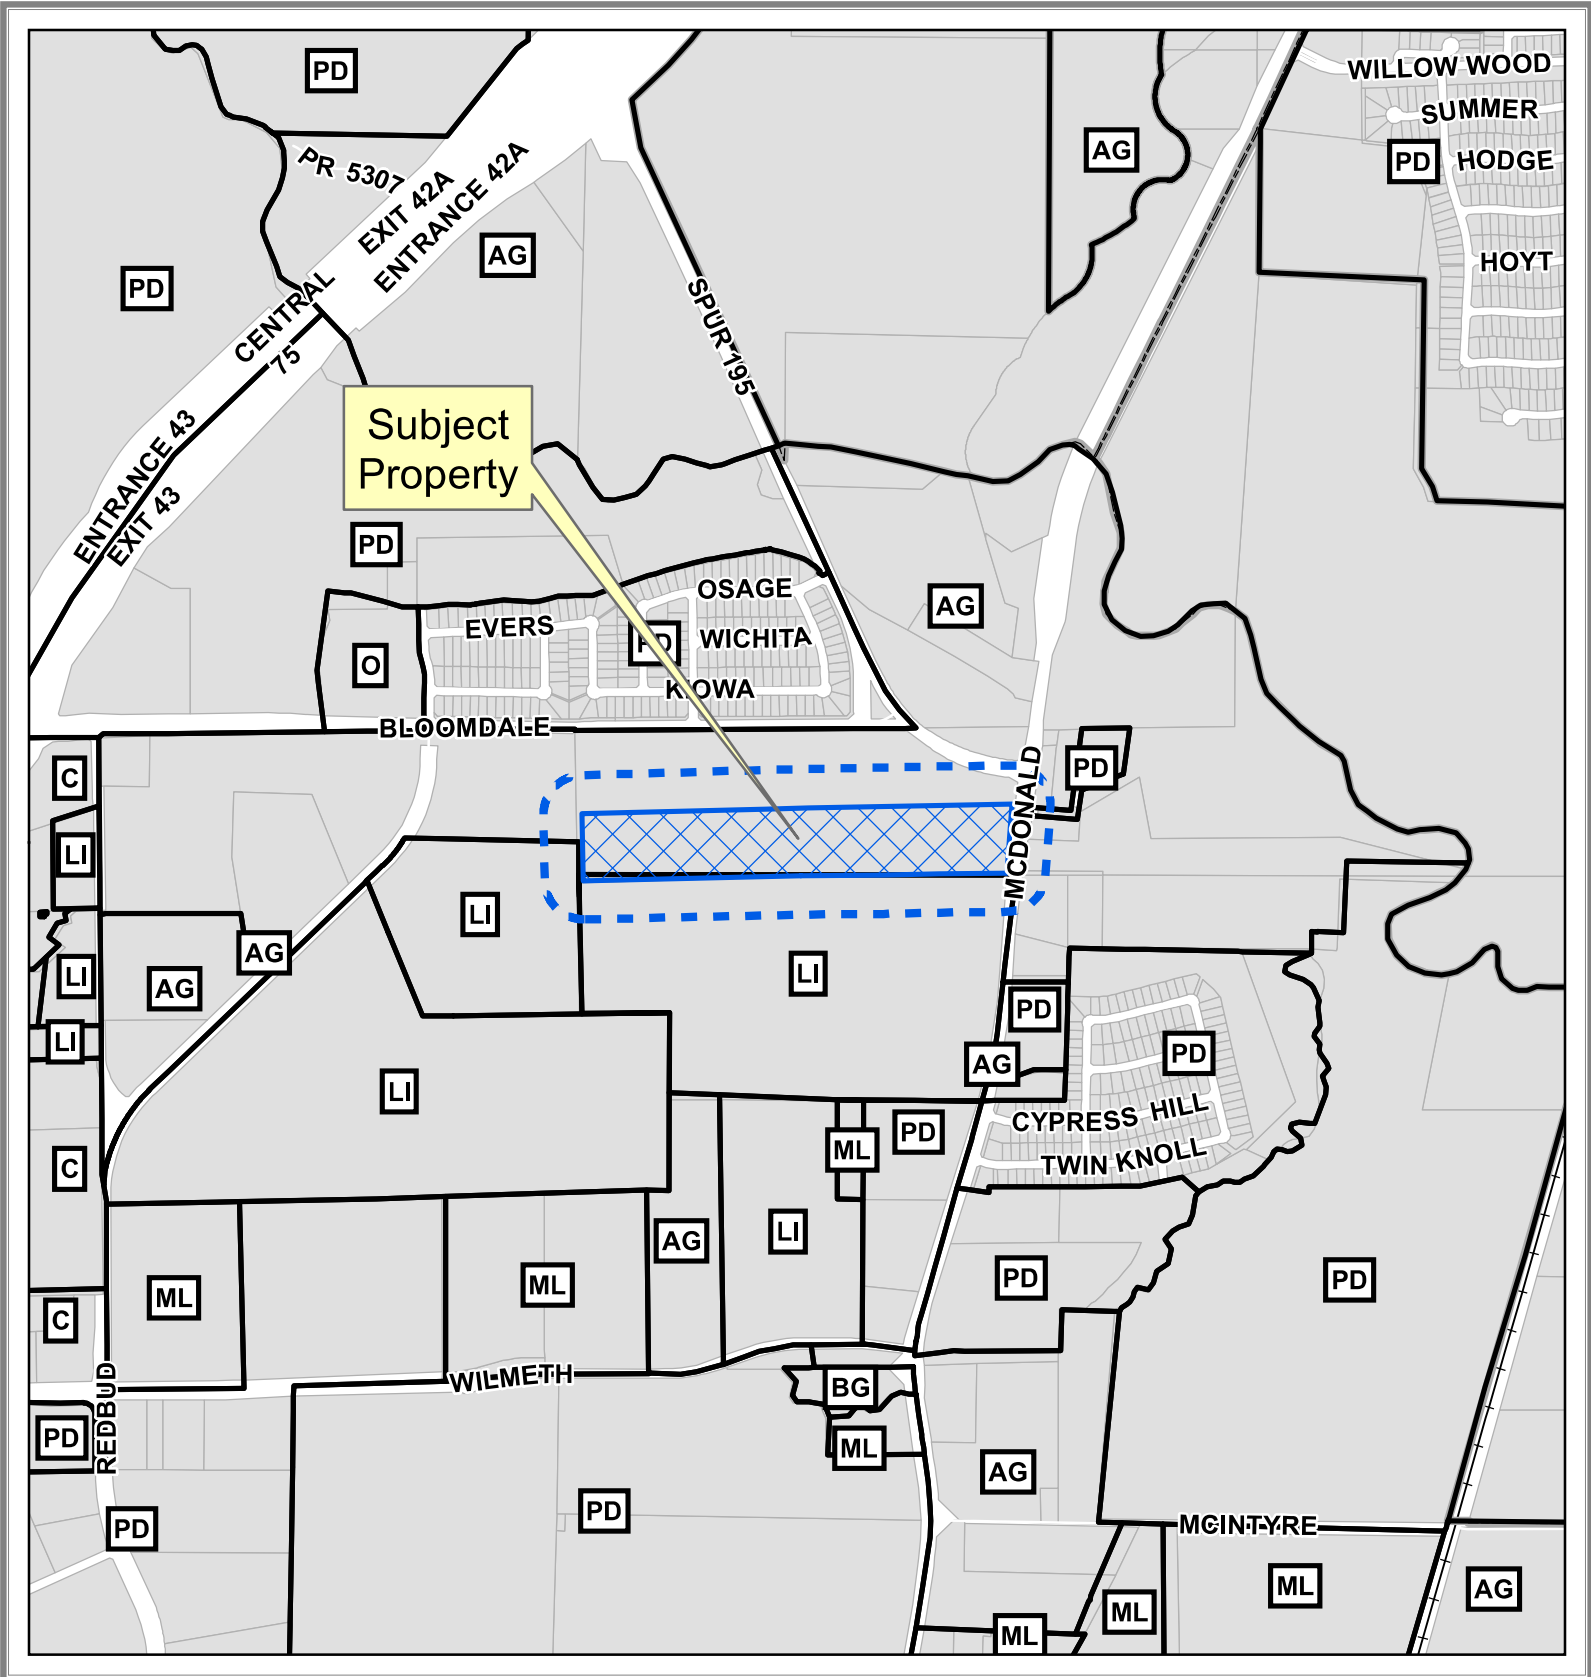 PD
WILLOW WOOD
SUMMER
AG
PD
HODGE
PR 5307
EXIT 42A
ENTRANCE 42A
AG
HOYT
PD
CENTRAL
75
SPUR 195
Subject
Property
ENTRANCE 43
EXIT 43
PD
OSAGE
AG
EVERS
PD
WICHITA
O
KIOWA
BLOOMDALE
C
MCDONALD
PD
LI
LI
AG
LI
AG
LI
LI
PD
LI
AG
PD
LI
CYPRESS HILL
PD
ML
TWIN KNOLL
C
LI
AG
PD
PD
ML
ML
C
WILMETH
REDBUD
BG
PD
ML
AG
PD
PD
MCINTYRE
ML
AG
ML
ML